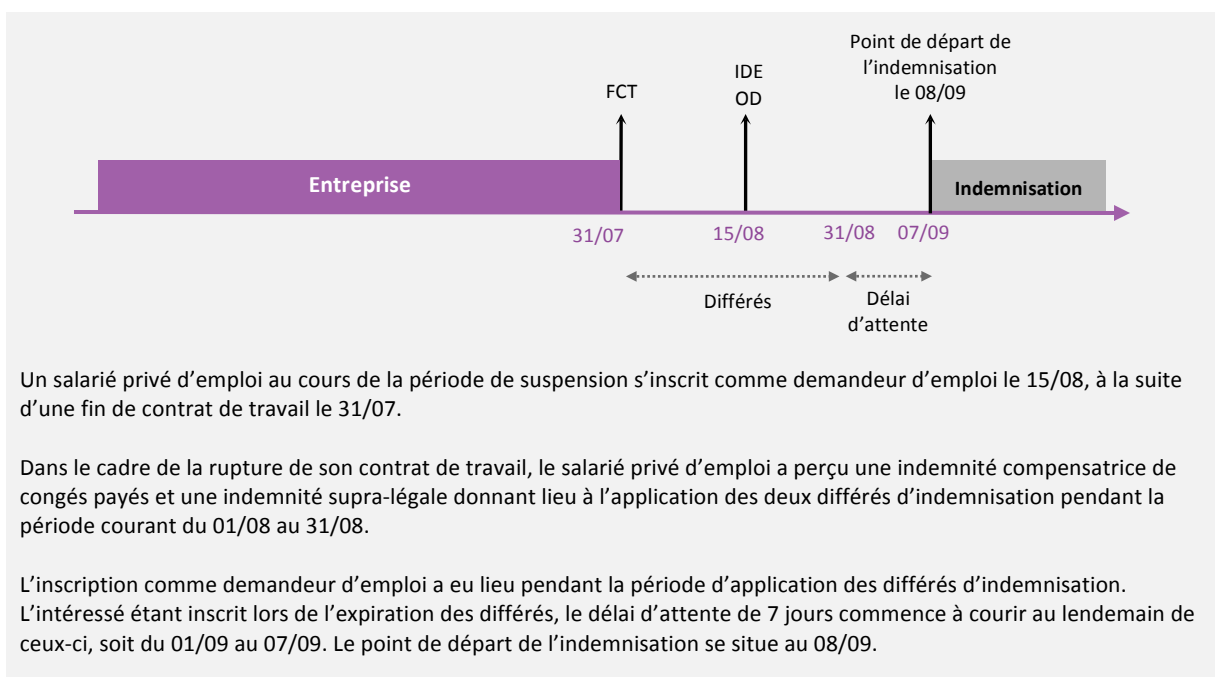 Point de départ de
l’indemnisation
le 08/09
IDE
OD
FCT
Entreprise
Indemnisation
31/07
15/08
31/08
07/09
Différés
Délai
d’attente
Un salarié privé d’emploi au cours de la période de suspension s’inscrit comme demandeur d’emploi le 15/08, à la suite
d’une fin de contrat de travail le 31/07.
Dans le cadre de la rupture de son contrat de travail, le salarié privé d’emploi a perçu une indemnité compensatrice de
congés payés et une indemnité supra-légale donnant lieu à l’application des deux différés d’indemnisation pendant la
période courant du 01/08 au 31/08.
L’inscription comme demandeur d’emploi a eu lieu pendant la période d’application des différés d’indemnisation.
L’intéressé étant inscrit lors de l’expiration des différés, le délai d’attente de 7 jours commence à courir au lendemain de
ceux-ci, soit du 01/09 au 07/09. Le point de départ de l’indemnisation se situe au 08/09.